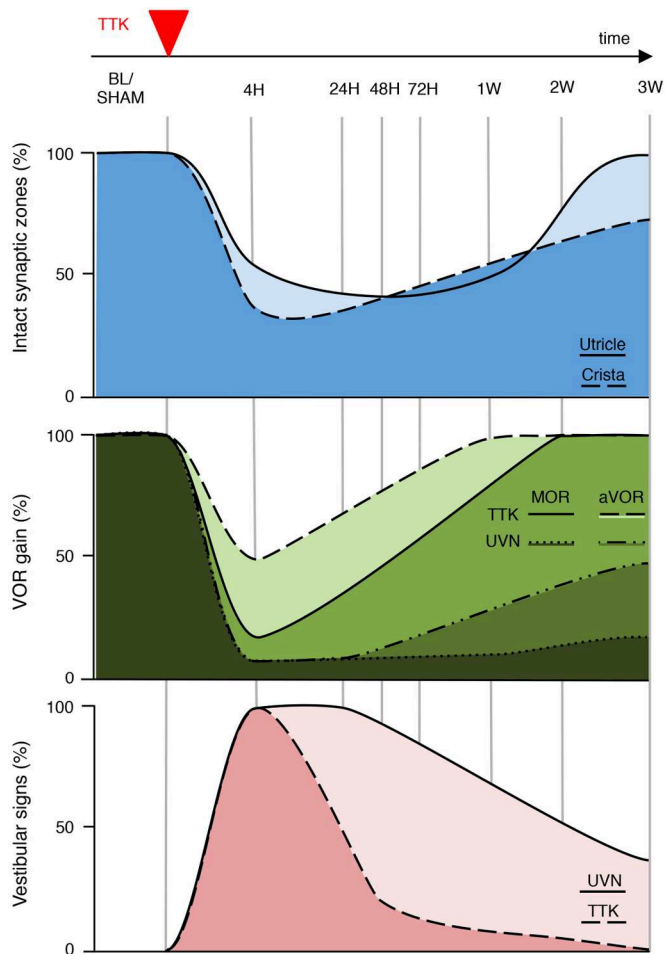 TTK
time
BL/
SHAM
4H
24H
48H
72H
1W
2W
3W
Intact synaptic zones (%)
100
50
0
Utricle
Crista
VOR gain (%)
100
50
0
MOR
aVOR
TTK
UVN
Vestibular signs (%)
100
50
0
UVN
TTK